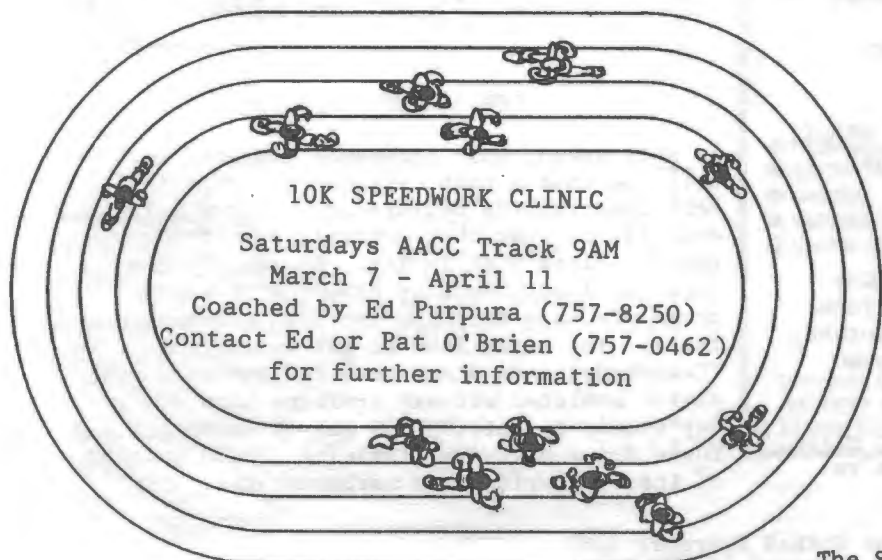 10K SPEEDWORK CLINIC
Saturdays AACC Track 9AM
March 7 - April 11
Coached by Ed Purpura (757-8250)
Contact Ed or Pat O'Brien (757-0462)
for further information
The